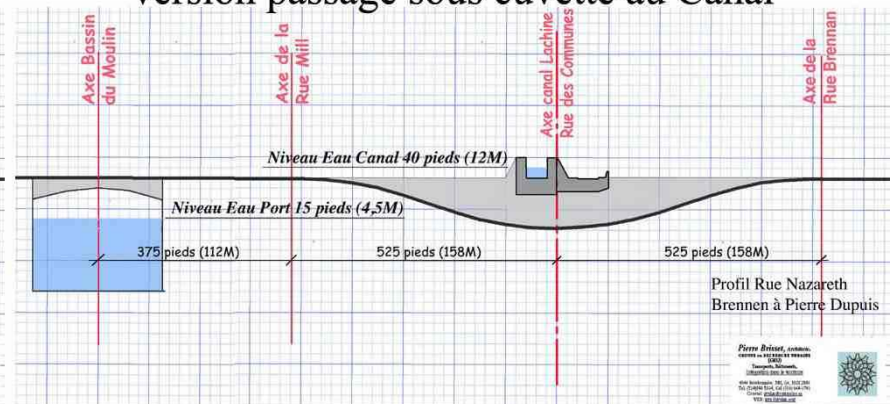 version passage sous cuvette du Canal
Axe Bassin
du Moulin
Axe de la
Rue Mill
Axe canal Lachine
Rue des Communes
Axe de la
Rue Brennan
Niveau Eau Canal 40 pieds (12M)
Niveau Eau Port 15 pieds (4,5M)
375 pieds (112M)
525 pieds (158M)
525 pieds (158M)
Profil Rue Nazareth
Brennen à Pierre Dupuis
Pierre Brisset,